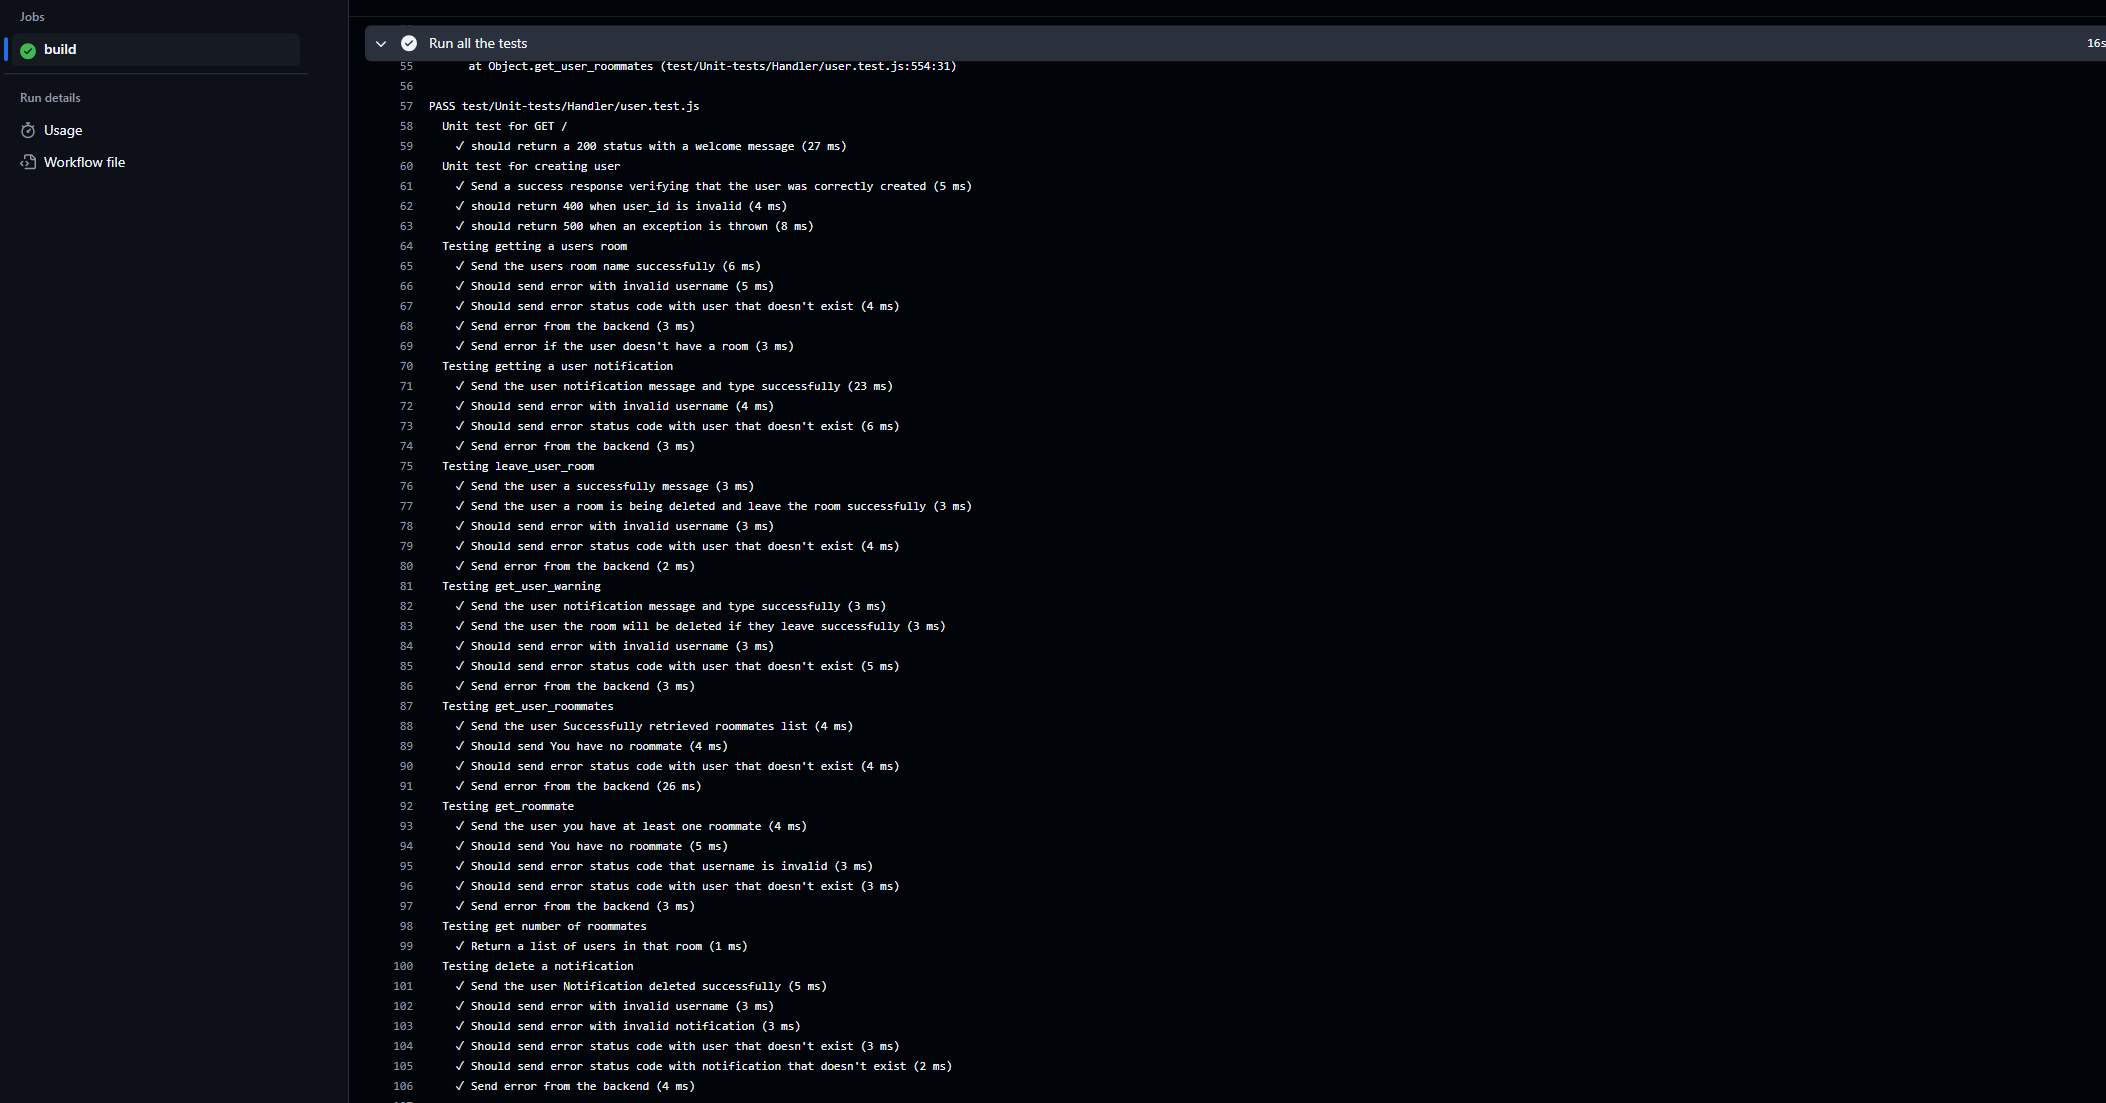 Jobs
build
Run details
Usage
Workflow file
Run all the tests
16s
55 at Object.get_user_roommates (test/Unit-tests/Handler/user.test.js:554:31)
56
57 PASS test/Unit-tests/Handler/user.test.js
58 Unit test for GET /
59 ✓ should return a 200 status with a welcome message (27 ms)
60 Unit test for creating user
61 ✓ Send a success response verifying that the user was correctly created (5 ms)
62 ✓ should return 400 when user_id is invalid (4 ms)
63 ✓ should return 500 when an exception is thrown (8 ms)
64 Testing getting a users room
65 ✓ Send the users room name successfully (6 ms)
66 ✓ Should send error with invalid username (5 ms)
67 ✓ Should send error status code with user that doesn't exist (4 ms)
68 ✓ Send error from the backend (3 ms)
69 ✓ Send error if the user doesn't have a room (3 ms)
70 Testing getting a user notification
71 ✓ Send the user notification message and type successfully (23 ms)
72 ✓ Should send error with invalid username (4 ms)
73 ✓ Should send error status code with user that doesn't exist (6 ms)
74 ✓ Send error from the backend (3 ms)
75 Testing leave_user_room
76 ✓ Send the user a successfully message (3 ms)
77 ✓ Send the user a room is being deleted and leave the room successfully (3 ms)
78 ✓ Should send error with invalid username (3 ms)
79 ✓ Should send error status code with user that doesn't exist (4 ms)
80 ✓ Send error from the backend (2 ms)
81 Testing get_user_warning
82 ✓ Send the user notification message and type successfully (3 ms)
83 ✓ Send the user the room will be deleted if they leave successfully (3 ms)
84 ✓ Should send error with invalid username (3 ms)
85 ✓ Should send error status code with user that doesn't exist (5 ms)
86 ✓ Send error from the backend (3 ms)
87 Testing get_user_roommates
88 ✓ Send the user Successfully retrieved roommates list (4 ms)
89 ✓ Should send You have no roommate (4 ms)
90 ✓ Should send error status code with user that doesn't exist (4 ms)
91 ✓ Send error from the backend (26 ms)
92 Testing get_roommate
93 ✓ Send the user you have at least one roommate (4 ms)
94 ✓ Should send You have no roommate (5 ms)
95 ✓ Should send error status code that username is invalid (3 ms)
96 ✓ Should send error status code with user that doesn't exist (3 ms)
97 ✓ Send error from the backend (3 ms)
98 Testing get number of roommates
99 ✓ Return a list of users in that room (1 ms)
100 Testing delete a notification
101 ✓ Send the user Notification deleted successfully (5 ms)
102 ✓ Should send error with invalid username (3 ms)
103 ✓ Should send error with invalid notification (3 ms)
104 ✓ Should send error status code with user that doesn't exist (3 ms)
105 ✓ Should send error status code with notification that doesn't exist (2 ms)
106 ✓ Send error from the backend (4 ms)